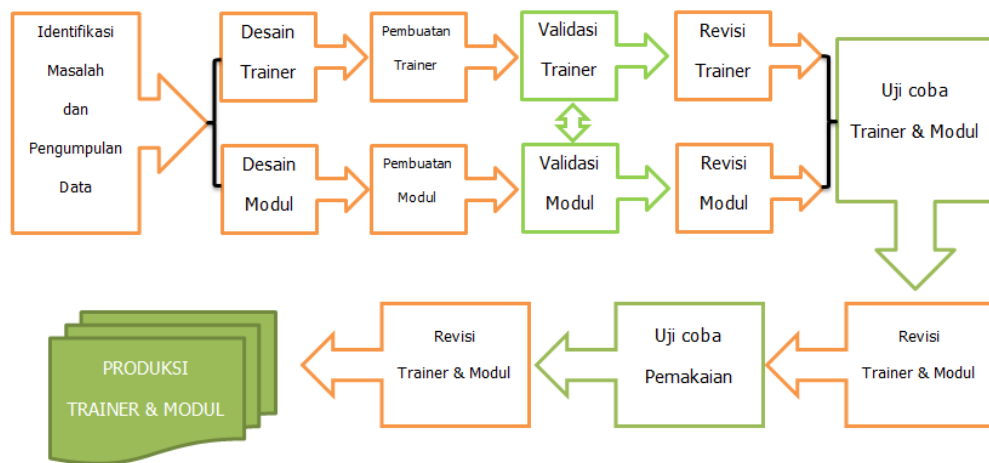 Identifikasi
Masalah
dan
Pengumpulan
Data
Desain
Trainer
Pembuatan
Trainer
Validasi
Trainer
Revisi
Trainer
Desain
Modul
Pembuatan
Modul
Validasi
Modul
Revisi
Modul
Uji coba
Trainer & Modul
Revisi
Trainer & Modul
Uji coba
Pemakaian
Revisi
Trainer & Modul
PRODUKSI
TRAINER & MODUL